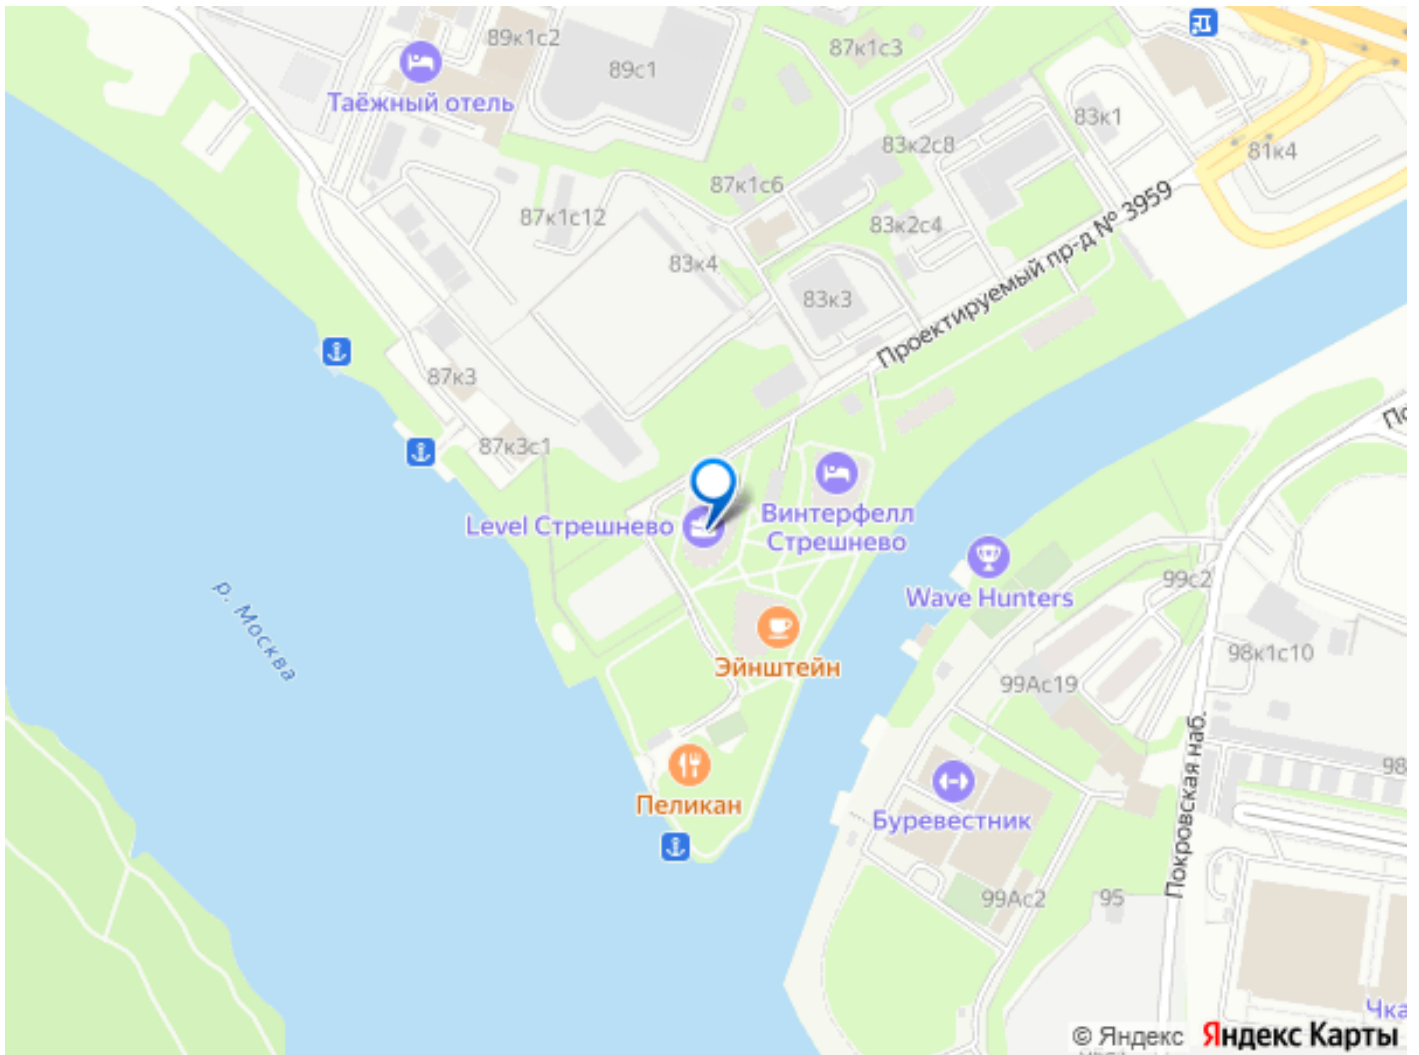 89к1с2
87к1с3
89с1
Таёжный отель
83к1
83к2с8
81к4
87к1с6
87к1с12
83к2с4
Проектируемый пр-д № 3959
83к4
83к3
87к3
87к3с1
Level Стрешнево
Винтерфелл
Стрешнево
99с2
Wave Hunters
р. Москва
98к1с10
Эйнштейн
99Ас19
Покровская наб.
98
Пеликан
Буревестник
99Ас2
95
Чка
© Яндекс Яндекс Карты